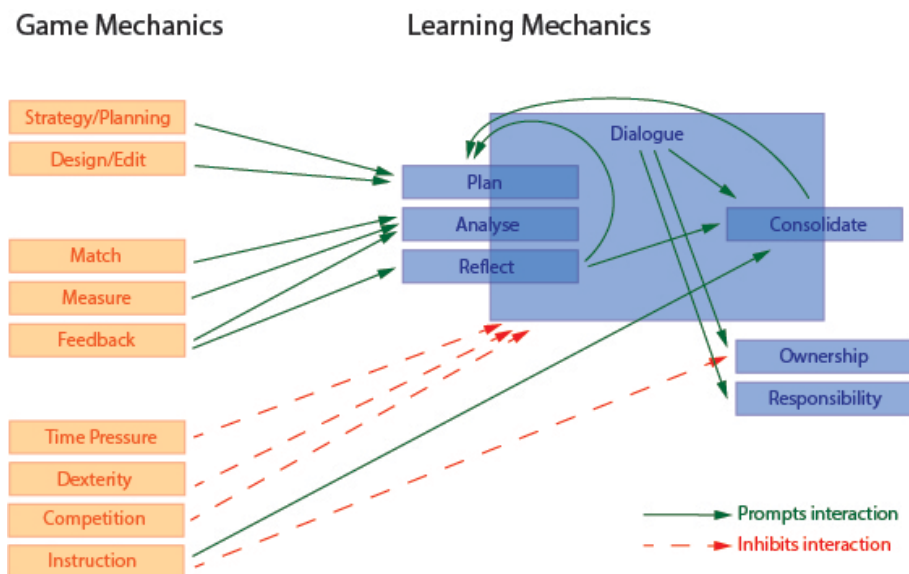 Game Mechanics
Learning Mechanics
Strategy/Planning
Design/Edit
Match
Measure
Feedback
Time Pressure
Dexterity
Competition
Instruction
Dialogue
Plan
Analyse
Reflect
Consolidate
Ownership
Responsibility
Prompts interaction
Inhibits interaction